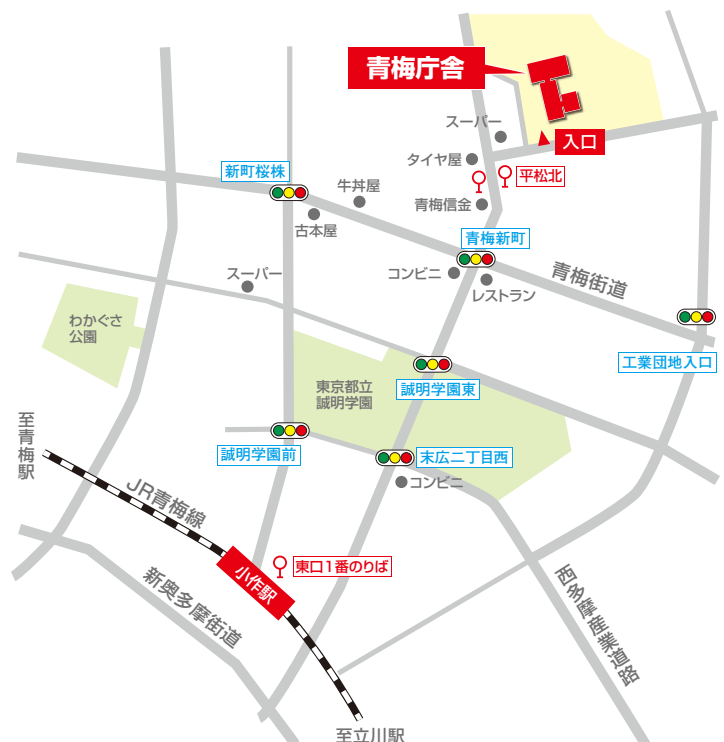 青梅庁舎
スーパー
入口
タイヤ屋
平松北
新町桜株
牛丼屋
青梅信金
古本屋
青梅新町
スーパー
コンビニ
青梅街道
レストラン
わかぐさ
公園
工業団地入口
東京都立
誠明学園
誠明学園東
至青梅駅
誠明学園前
末広二丁目西
コンビニ
JR青梅線
東口1番のりば
小作駅
新奥多摩街道
西多摩産業道路
至立川駅